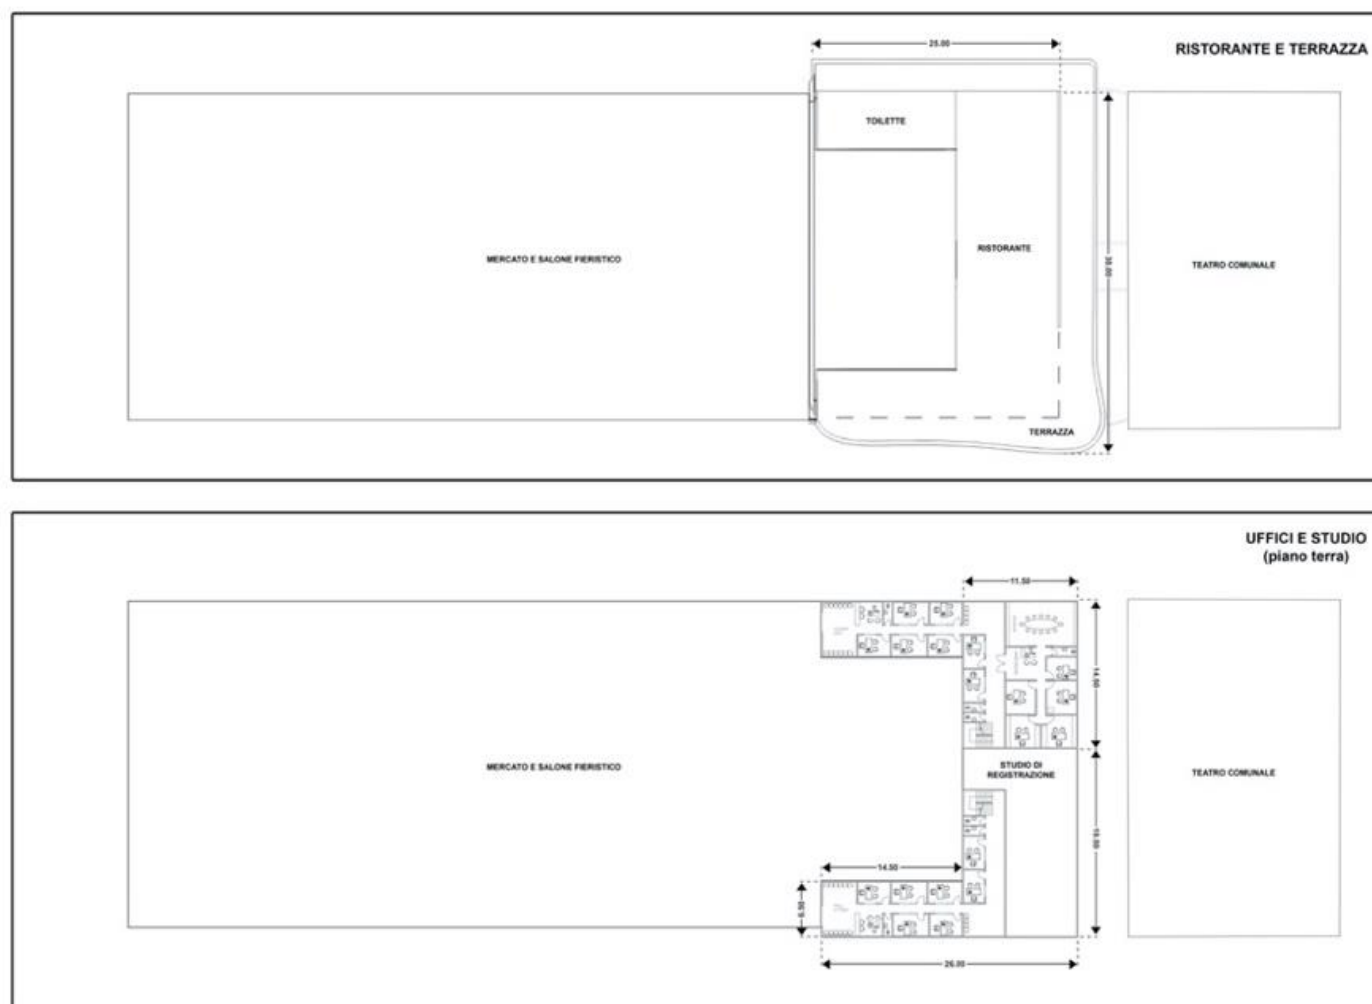 RISTORANTE E TERRAZZA
25.00
TOILETTE
RISTORANTE
MERCATO E SALONE FIERISTICO
38.00
TEATRO COMUNALE
TERRAZZA
UFFICI E STUDIO
(piano terra)
11.50
14.50
STUDIO DI
REGISTRAZIONE
MERCATO E SALONE FIERISTICO
TEATRO COMUNALE
14.50
26.00